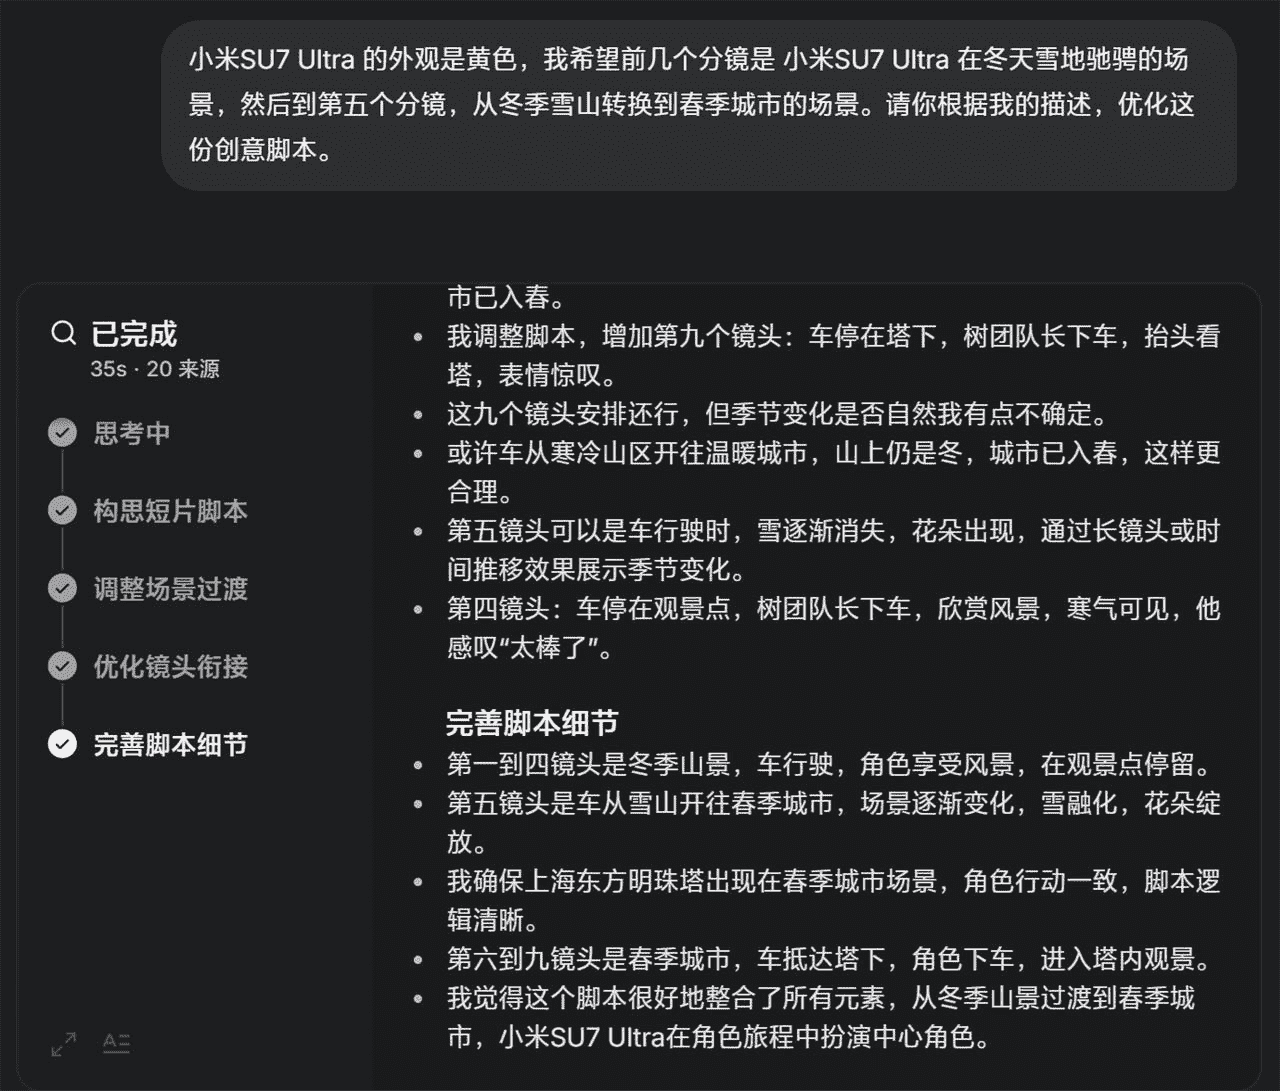 小米SU7 Ultra 的外观是黄色，我希望前几个分镜是 小米SU7 Ultra 在冬天雪地驰骋的场
景，然后到第五个分镜，从冬季雪山转换到春季城市的场景。请你根据我的描述，优化这
份创意脚本。
已完成
35s · 20 来源
思考中
构思短片脚本
调整场景过渡
优化镜头衔接
完善脚本细节
市已入春。
我调整脚本，增加第九个镜头：车停在塔下，树团队长下车，抬头看
塔，表情惊叹。
这九个镜头安排还行，但季节变化是否自然我有点不确定。
或许车从寒冷山区开往温暖城市，山上仍是冬，城市已入春，这样更
合理。
第五镜头可以是车行驶时，雪逐渐消失，花朵出现，通过长镜头或时
间推移效果展示季节变化。
第四镜头：车停在观景点，树团队长下车，欣赏风景，寒气可见，他
感叹“太棒了”。
完善脚本细节
第一到四镜头是冬季山景，车行驶，角色享受风景，在观景点停留。
第五镜头是车从雪山开往春季城市，场景逐渐变化，雪融化，花朵绽
放。
我确保上海东方明珠塔出现在春季城市场景，角色行动一致，脚本逻
辑清晰。
第六到九镜头是春季城市，车抵达塔下，角色下车，进入塔内观景。
我觉得这个脚本很好地整合了所有元素，从冬季山景过渡到春季城
市，小米SU7 Ultra在角色旅程中扮演中心角色。